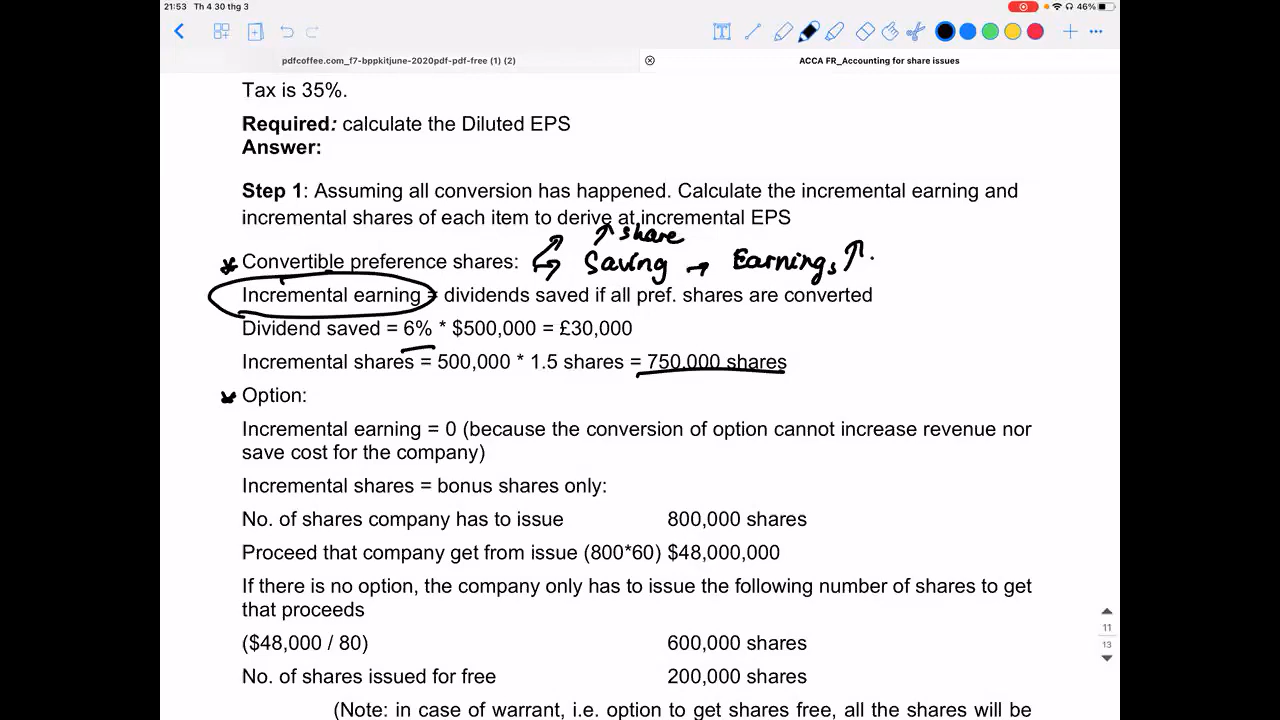 21:53 Th 4 30 thg 3
46%
pdfcoffee.com_f7-bppkitjune-2020pdf-pdf-free (1) (2)
ACCA FR_Accounting for share issues
Tax is 35%.
Required: calculate the Diluted EPS
Answer:
Step 1: Assuming all conversion has happened. Calculate the incremental earning and
incremental shares of each item to derive at incremental EPS
↑ share
Convertible preference shares: Saving → Earnings ↑.
Incremental earning = dividends saved if all pref. shares are converted
Dividend saved = 6% * $500,000 = £30,000
Incremental shares = 500,000 * 1.5 shares = 750.000 shares
Option:
Incremental earning = 0 (because the conversion of option cannot increase revenue nor
save cost for the company)
Incremental shares = bonus shares only:
No. of shares company has to issue 800,000 shares
Proceed that company get from issue (800*60) $48,000,000
If there is no option, the company only has to issue the following number of shares to get
that proceeds
($48,000 / 80) 600,000 shares
No. of shares issued for free 200,000 shares
(Note: in case of warrant, i.e. option to get shares free, all the shares will be
11
13